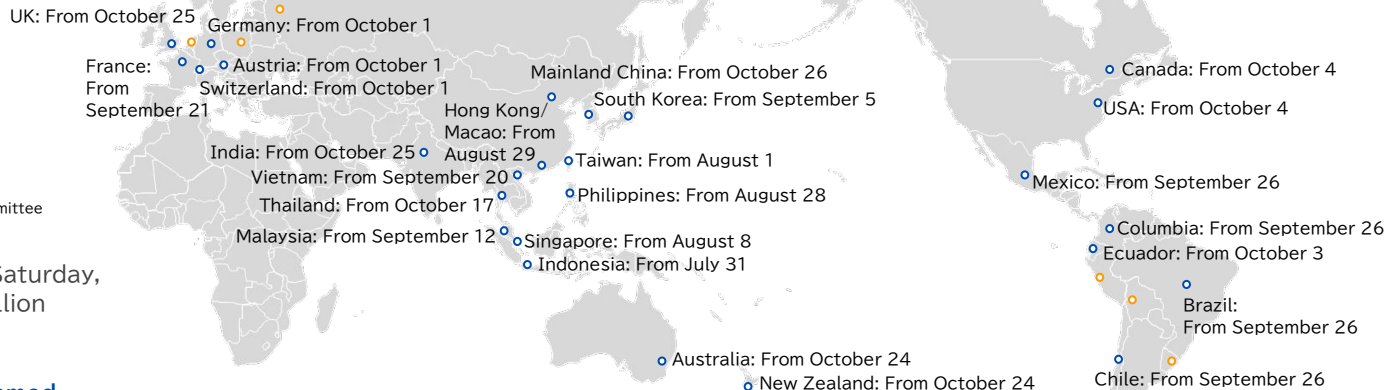 UK: From October 25
Germany: From October 1
France:
From
September 21
Austria: From October 1
Switzerland: From October 1
Mainland China: From October 26
South Korea: From September 5
Hong Kong/
Macao: From
August 29
India: From October 25
Taiwan: From August 1
Vietnam: From September 20
Philippines: From August 28
Thailand: From October 17
Malaysia: From September 12
Singapore: From August 8
Indonesia: From July 31
Australia: From October 24
New Zealand: From October 24
Canada: From October 4
USA: From October 4
Mexico: From September 26
Columbia: From September 26
Ecuador: From October 3
Brazil:
From September 26
Chile: From September 26
mittee
Saturday,